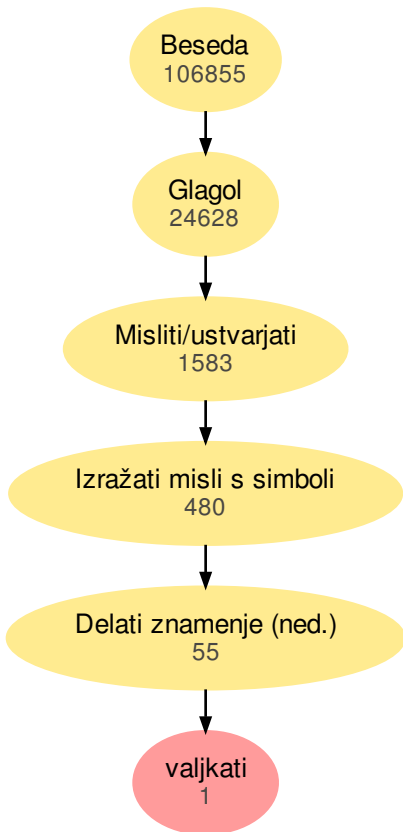 Beseda
106855
Glagol
24628
Misliti/ustvarjati
1583
Izražati misli s simboli
480
Delati znamenje (ned.)
55
valjkati
1